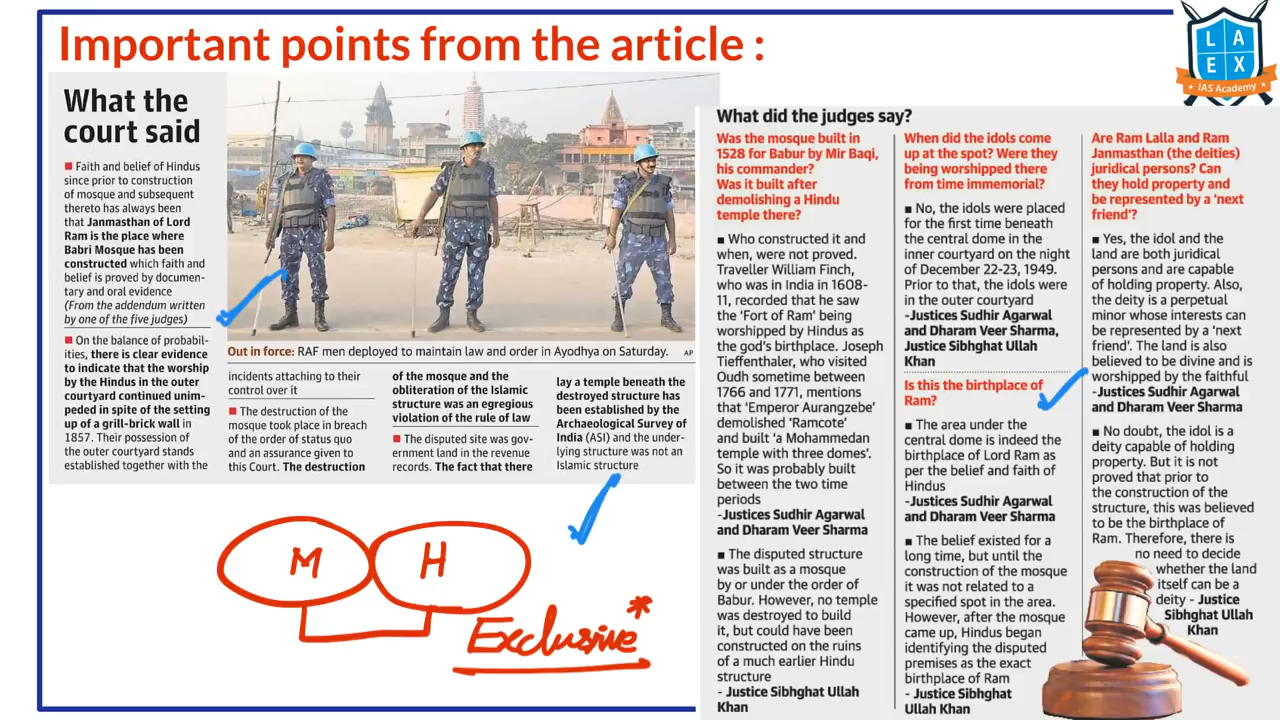 Important points from the article :
L A
E X
IAS Academy
What the
court said
■ Faith and belief of Hindus
since prior to construction
of mosque and subsequent
thereto has always been
that Janmasthan of Lord
Ram is the place where
Babri Mosque has been
constructed which faith and
belief is proved by documen-
tary and oral evidence
(From the addendum written
by one of the five judges)
■ On the balance of probabil-
ities, there is clear evidence
to indicate that the worship
by the Hindus in the outer
courtyard continued unim-
peded in spite of the setting
up of a grill-brick wall in
1857. Their possession of
the outer courtyard stands
established together with the
Out in force: RAF men deployed to maintain law and order in Ayodhya on Saturday. AP
incidents attaching to their
control over it
■ The destruction of the
mosque took place in breach
of the order of status quo
and an assurance given to
this Court. The destruction
of the mosque and the
obliteration of the Islamic
structure was an egregious
violation of the rule of law
■ The disputed site was gov-
ernment land in the revenue
records. The fact that there
lay a temple beneath the
destroyed structure has
been established by the
Archaeological Survey of
India (ASI) and the under-
lying structure was not an
Islamic structure
M H
Exclusive*
What did the judges say?
Was the mosque built in
1528 for Babur by Mir Baqi,
his commander?
Was it built after
demolishing a Hindu
temple there?
■ Who constructed it and
when, were not proved.
Traveller William Finch,
who was in India in 1608-
11, recorded that he saw
the 'Fort of Ram' being
worshipped by Hindus as
the god's birthplace. Joseph
Tieffenthaler, who visited
Oudh sometime between
1766 and 1771, mentions
that 'Emperor Aurangzebe'
demolished 'Ramcote'
and built 'a Mohammedan
temple with three domes'.
So it was probably built
between the two time
periods
-Justices Sudhir Agarwal
and Dharam Veer Sharma
■ The disputed structure
was built as a mosque
by or under the order of
Babur. However, no temple
was destroyed to build
it, but could have been
constructed on the ruins
of a much earlier Hindu
structure
- Justice Sibhghat Ullah
Khan
When did the idols come
up at the spot? Were they
being worshipped there
from time immemorial?
■ No, the idols were placed
for the first time beneath
the central dome in the
inner courtyard on the night
of December 22-23, 1949.
Prior to that, the idols were
in the outer courtyard
-Justices Sudhir Agarwal
and Dharam Veer Sharma,
Justice Sibhghat Ullah
Khan
Is this the birthplace of
Ram?
■ The area under the
central dome is indeed the
birthplace of Lord Ram as
per the belief and faith of
Hindus
-Justices Sudhir Agarwal
and Dharam Veer Sharma
■ The belief existed for a
long time, but until the
construction of the mosque
it was not related to a
specified spot in the area.
However, after the mosque
came up, Hindus began
identifying the disputed
premises as the exact
birthplace of Ram
- Justice Sibhghat
Ullah Khan
Are Ram Lalla and Ram
Janmasthan (the deities)
juridical persons? Can
they hold property and
be represented by a 'next
friend'?
■ Yes, the idol and the
land are both juridical
persons and are capable
of holding property. Also,
the deity is a perpetual
minor whose interests can
be represented by a 'next
friend'. The land is also
believed to be divine and is
worshipped by the faithful
-Justices Sudhir Agarwal
and Dharam Veer Sharma
■ No doubt, the idol is a
deity capable of holding
property. But it is not
proved that prior to
the construction of the
structure, this was believed
to be the birthplace of
Ram. Therefore, there is
no need to decide
whether the land
itself can be a
deity - Justice
Sibhghat Ullah
Khan